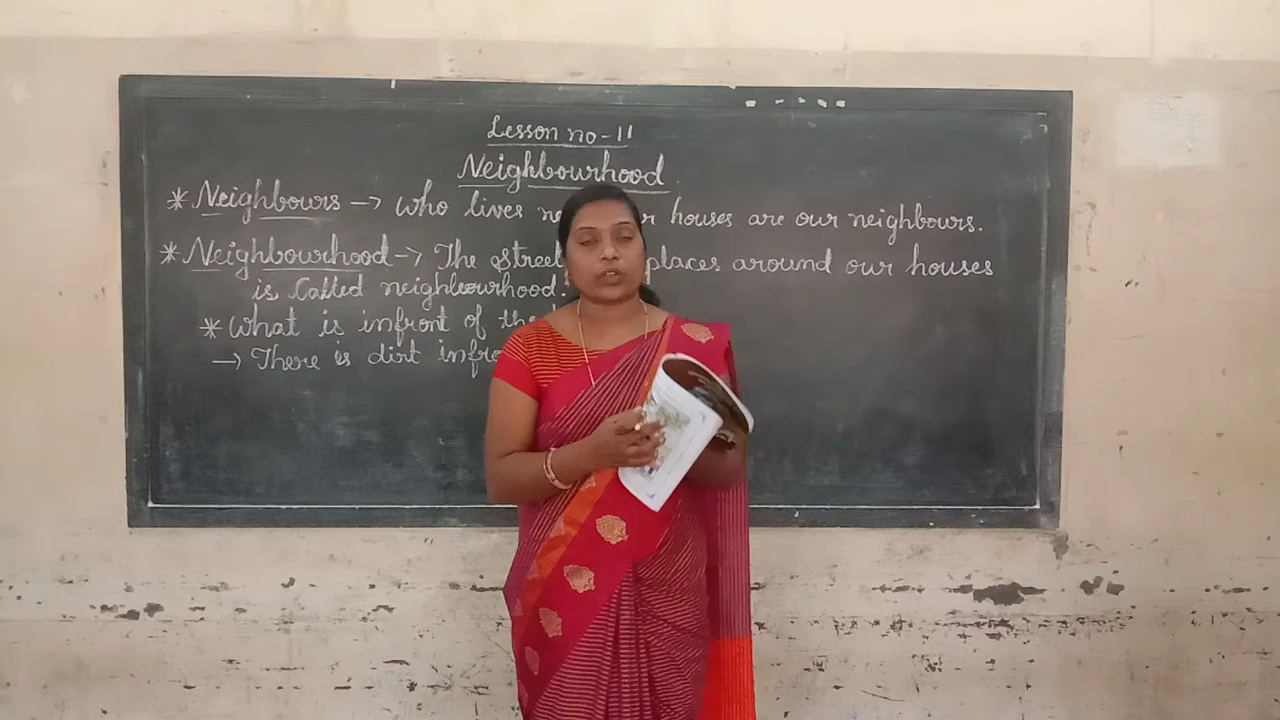 Lesson no-11
Neighbourhood
* Neighbours -> who lives houses are our neighbours.
* Neighbourhood -> The places around our houses
is called neighbourhood.
* What is infront of
-> There is dirt